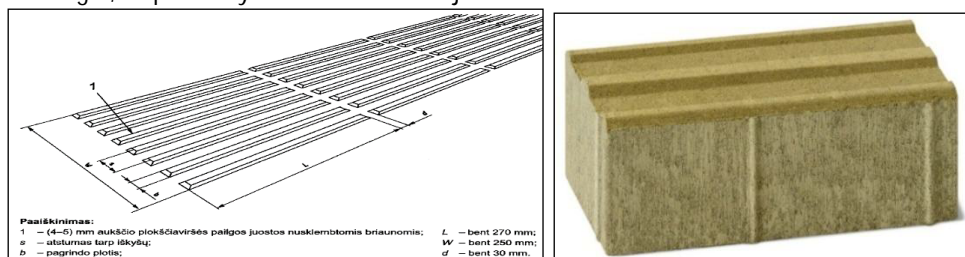 1
s
b
W
L
d
Paaiškinimas:
1 – (4–5) mm aukščio plokščiaviršės pailgos juostos nusklembtomis briaunomis;
s – atstumas tarp iškyšų;
b – pagrindo plotis;
L – bent 270 mm;
W – bent 250 mm;
d – bent 30 mm.